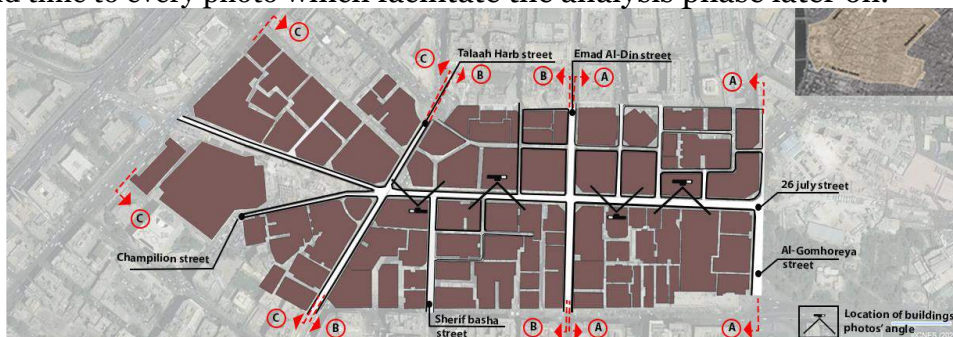 nd time to every photo which facilitate the analysis phase later on.
C
Talaah Harb street
Emad Al-Din street
C
B
B
A
A
26 july street
C
Champilion street
Al-Gomhoreya
street
C
B
Sherif basha
street
B
A
A
Location of buildings
photos' angle